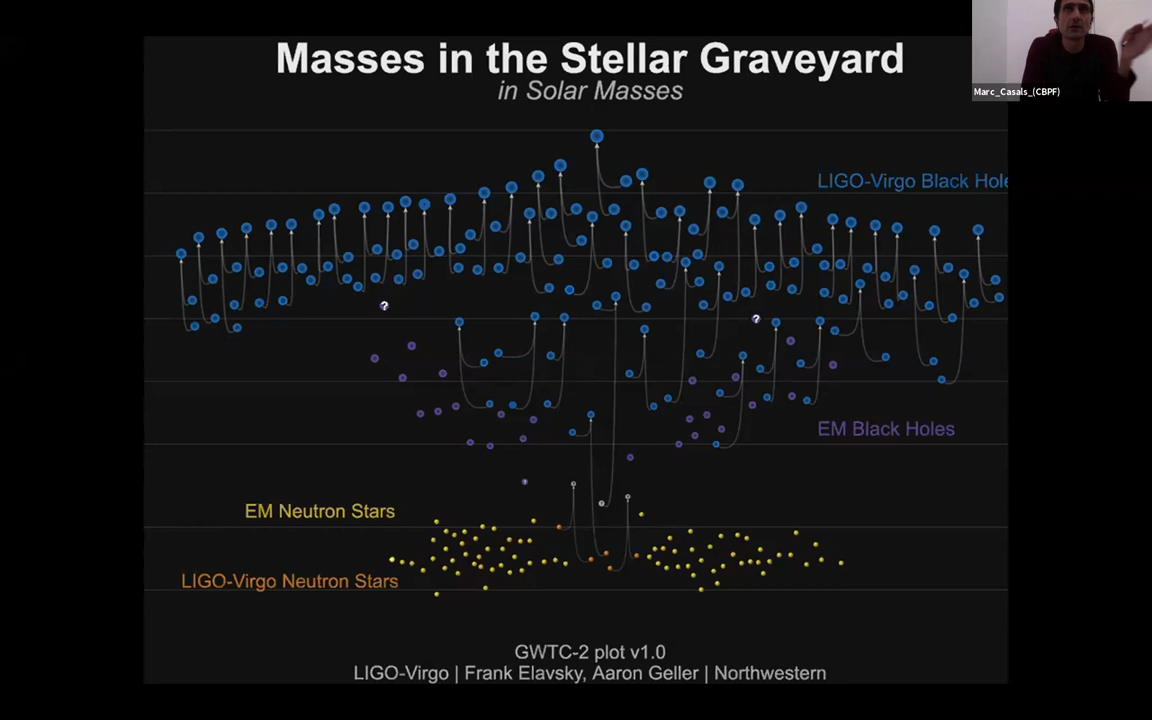 Masses in the Stellar Graveyard
in Solar Masses
Marc_Casals_(CBPF)
LIGO-Virgo Black Hole
?
?
EM Black Holes
EM Neutron Stars
LIGO-Virgo Neutron Stars
GWTC-2 plot v1.0
LIGO-Virgo | Frank Elavsky, Aaron Geller | Northwestern